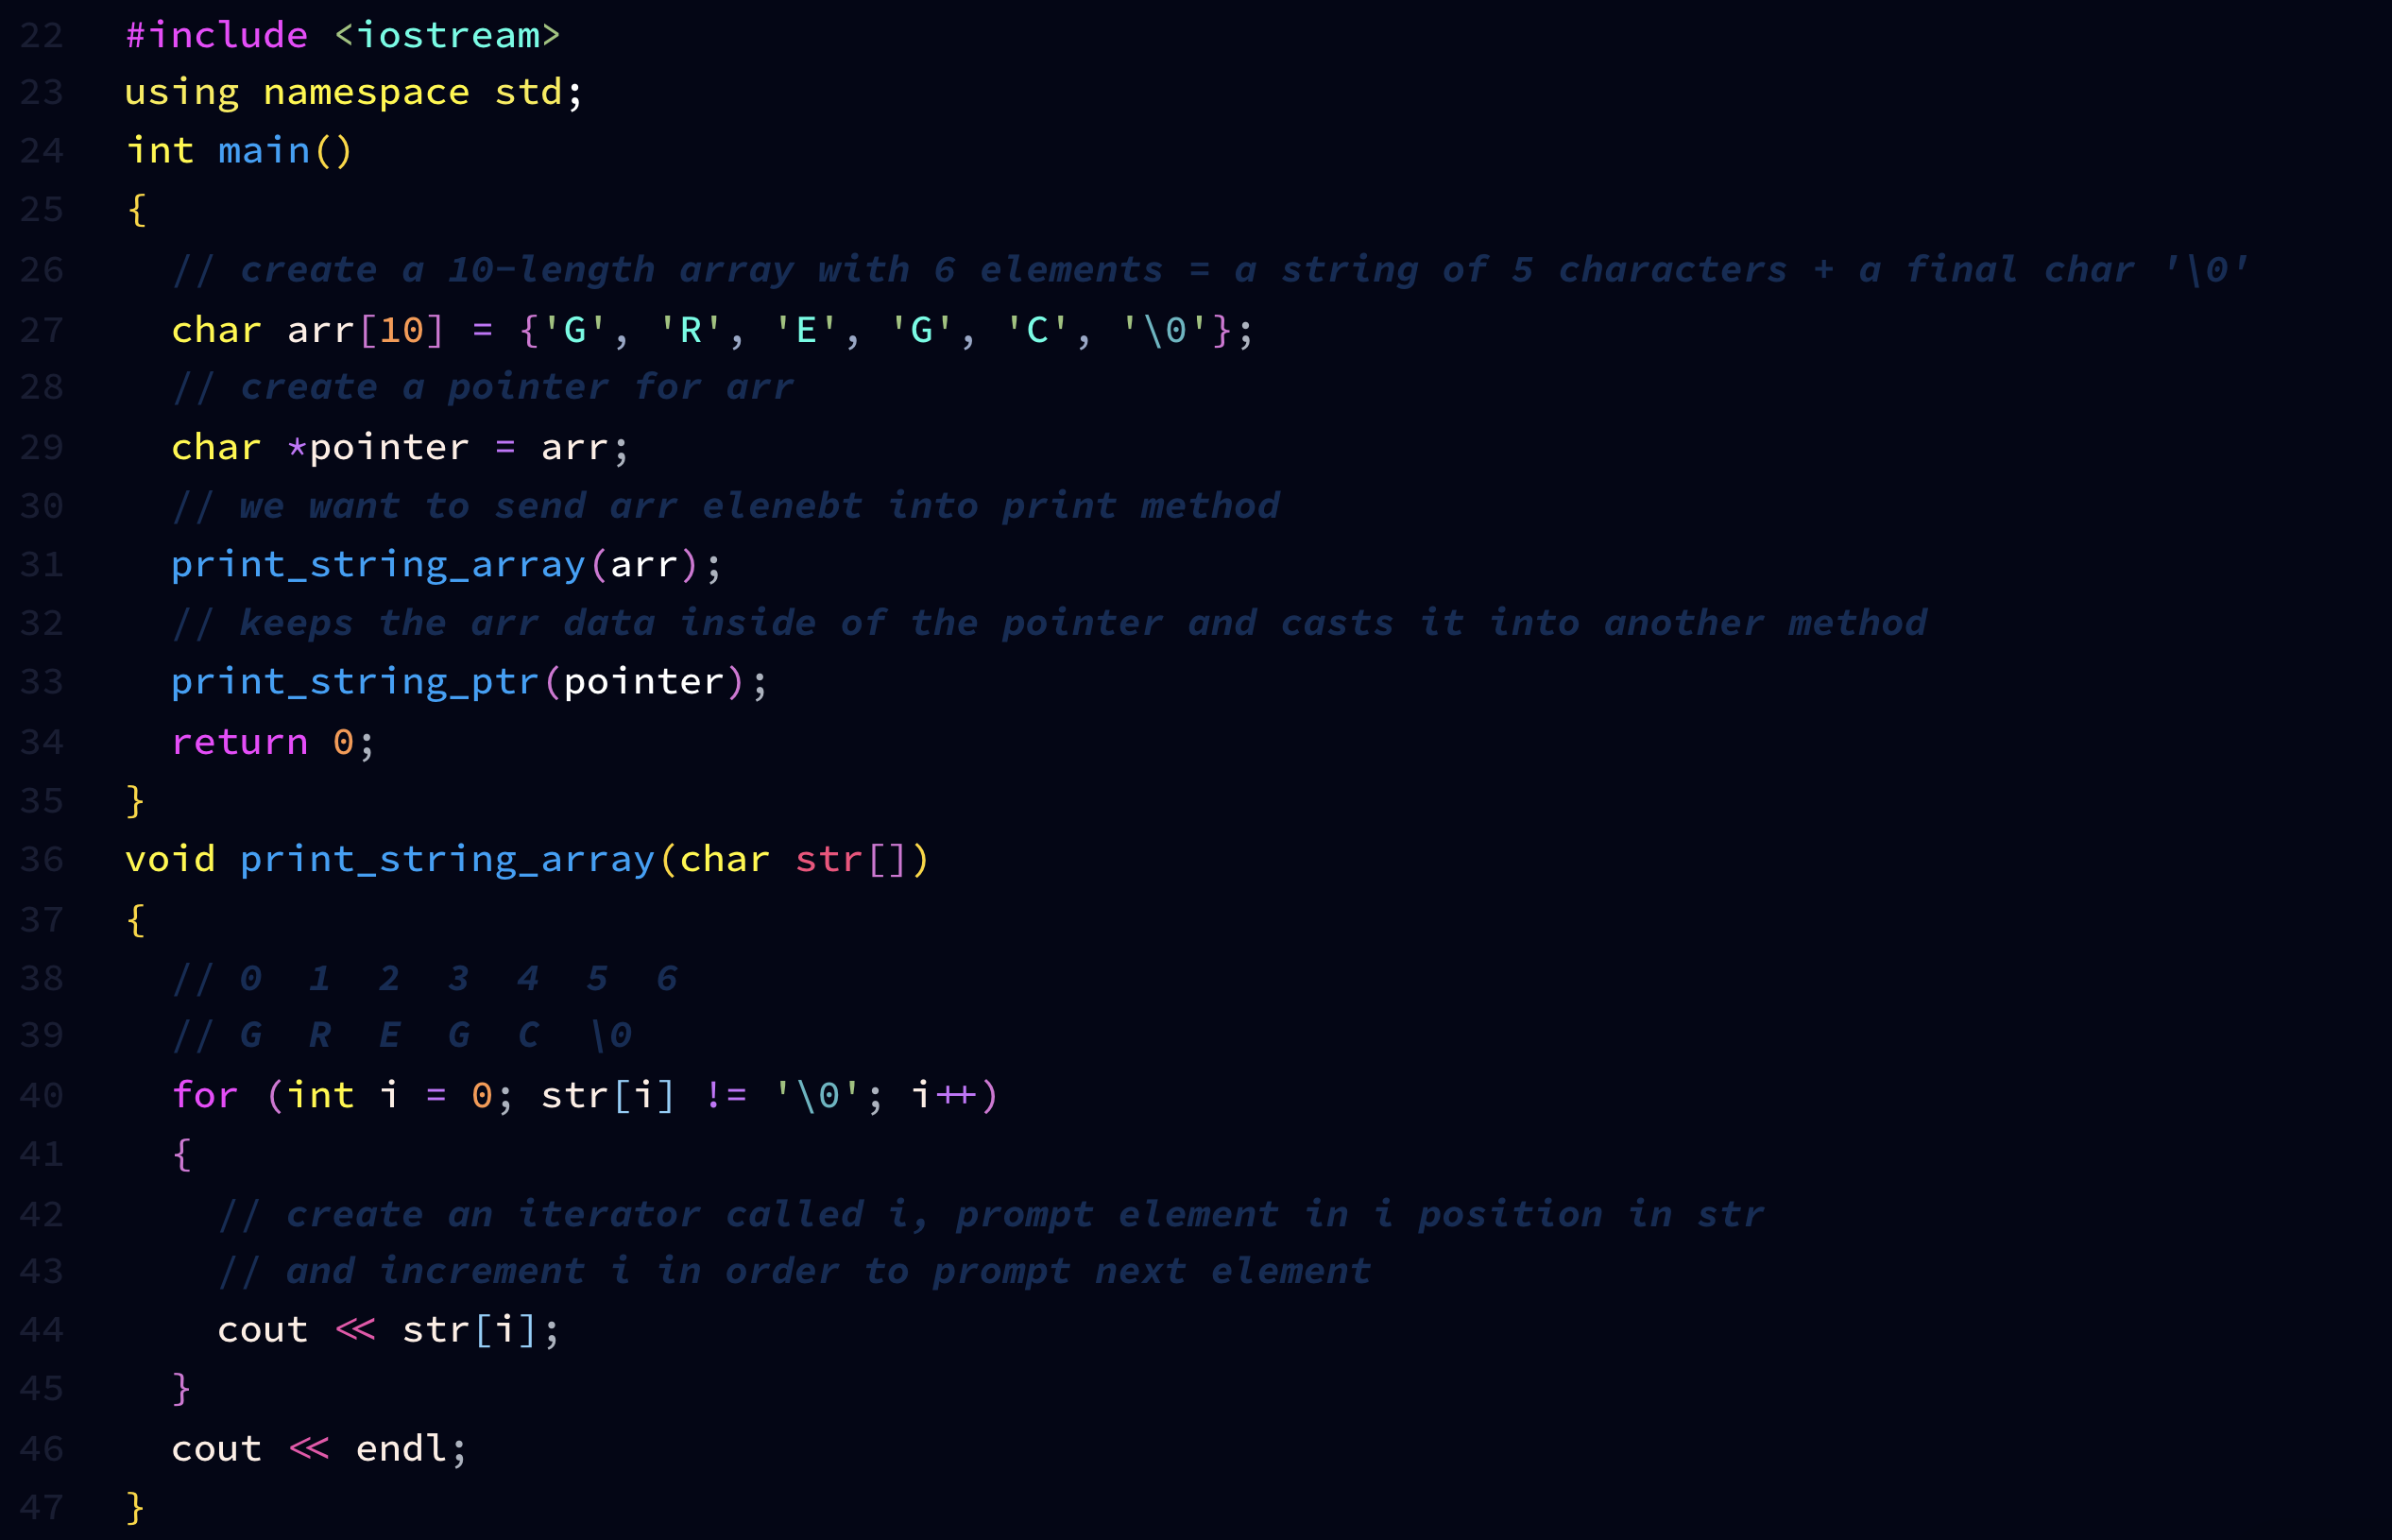 22 #include <iostream>
23 using namespace std;
24 int main()
25 {
26 // create a 10-length array with 6 elements = a string of 5 characters + a final char '\0'
27 char arr[10] = {'G', 'R', 'E', 'G', 'C', '\0'};
28 // create a pointer for arr
29 char *pointer = arr;
30 // we want to send arr elenebt into print method
31 print_string_array(arr);
32 // keeps the arr data inside of the pointer and casts it into another method
33 print_string_ptr(pointer);
34 return 0;
35 }
36 void print_string_array(char str[])
37 {
38 // 0 1 2 3 4 5 6
39 // G R E G C \0
40 for (int i = 0; str[i] != '\0'; i++)
41 {
42 // create an iterator called i, prompt element in i position in str
43 // and increment i in order to prompt next element
44 cout << str[i];
45 }
46 cout << endl;
47 }